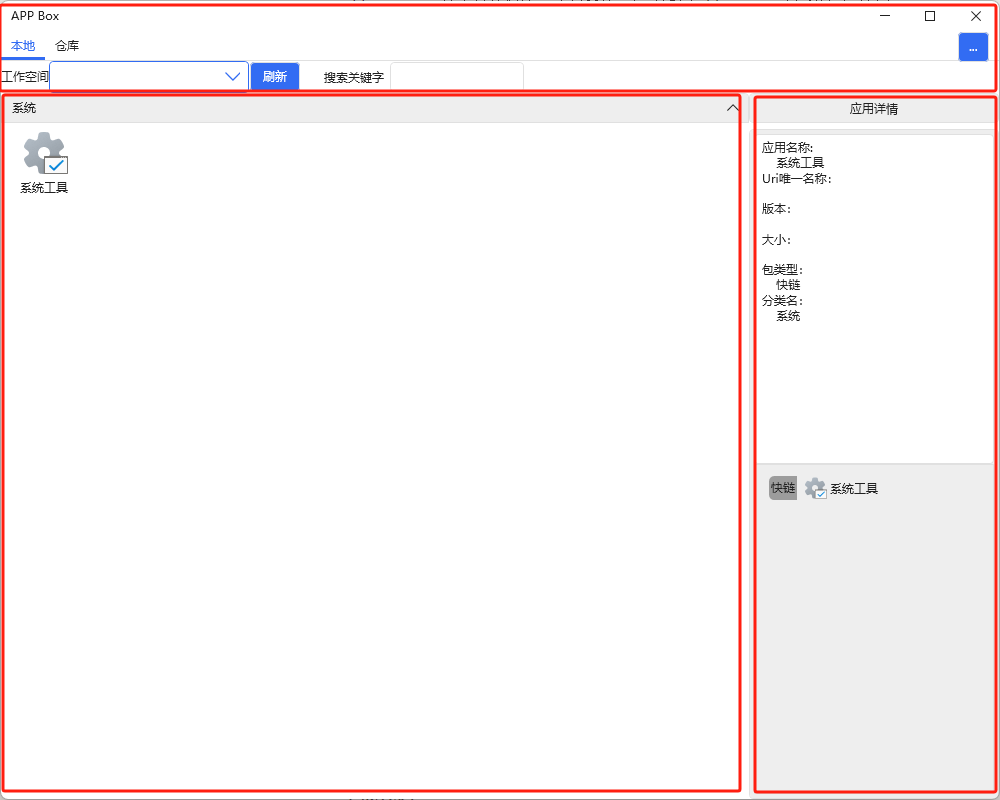 APP Box
本地 仓库
...
工作空间 刷新 搜索关键字
系统
系统工具
应用详情
应用名称:
系统工具
Uri唯一名称:
版本:
大小:
包类型:
快链
分类名:
系统
快链 系统工具